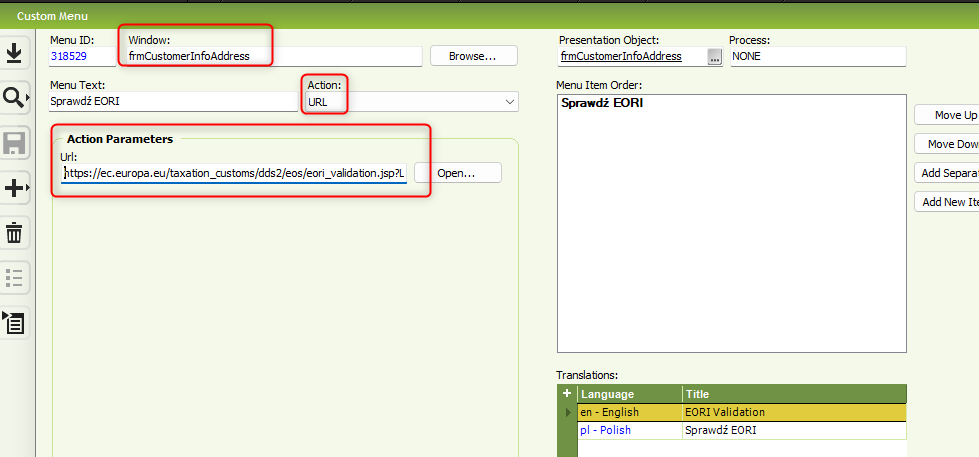 Custom Menu
Menu ID:
Window:
318529
frmCustomerInfoAddress
Browse...
Presentation Object:
Process:
frmCustomerInfoAddress
...
NONE
Menu Text:
Action:
Sprawdź EORI
URL
Menu Item Order:
Sprawdź EORI
Action Parameters
Url:
https://ec.europa.eu/taxation_customs/dds2/eos/eori_validation.jsp?L
Open...
Move Up
Move Dow
Add Separat
Add New Ite
Translations:
+ Language Title
en - English EORI Validation
pl - Polish Sprawdź EORI